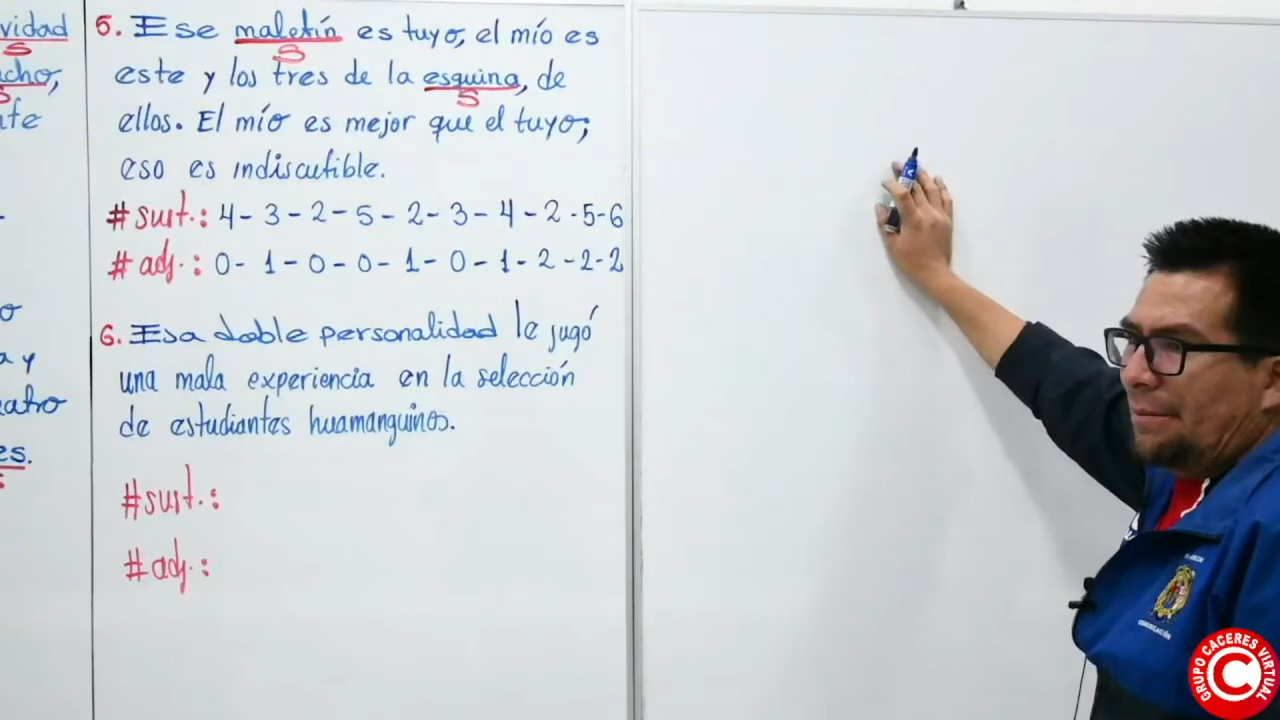 vidad
s
acho,
s
o
a y
es.
5. Ese maletín es tuyo, el mío es
s
este y los tres de la esquina, de
s
ellos. El mío es mejor que el tuyo;
eso es indiscutible.
#sust.: 4 - 3 - 2 - 5 - 2 - 3 - 4 - 2 - 5 - 6
#adj.: 0 - 1 - 0 - 0 - 1 - 0 - 1 - 2 - 2 - 2
6. Esa doble personalidad le jugó
una mala experiencia en la selección
de estudiantes huamanguinos.
#sust.:
#adj.:
GRUPO CACERES VIRTUAL
C